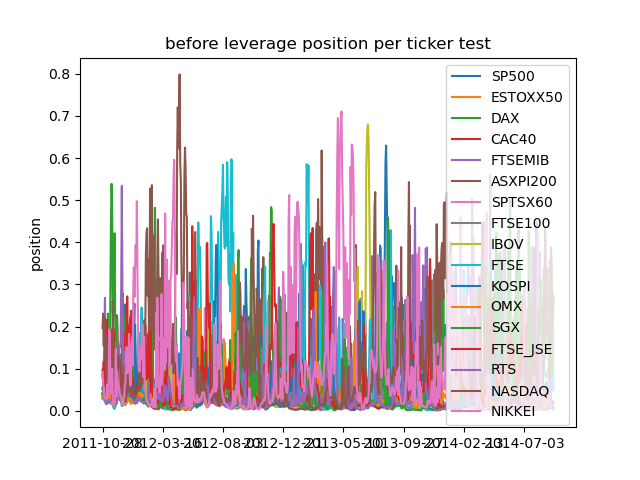 before leverage position per ticker test
position
0.8
0.7
0.6
0.5
0.4
0.3
0.2
0.1
0.0
SP500
ESTOXX50
DAX
CAC40
FTSEMIB
ASXPI200
SPTSX60
FTSE100
IBOV
FTSE
KOSPI
OMX
SGX
FTSE_JSE
RTS
NASDAQ
NIKKEI
2014-07-03